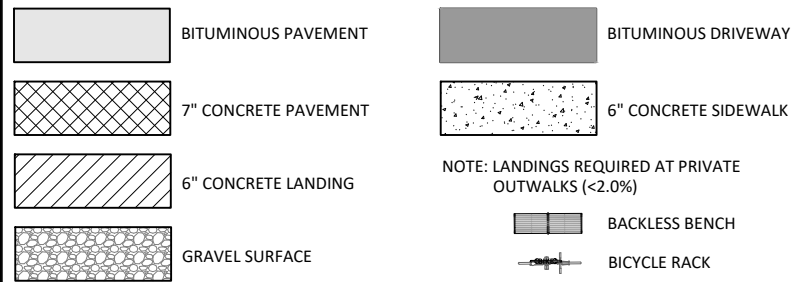 BITUMINOUS PAVEMENT
7" CONCRETE PAVEMENT
6" CONCRETE LANDING
GRAVEL SURFACE
BITUMINOUS DRIVEWAY
6" CONCRETE SIDEWALK
NOTE: LANDINGS REQUIRED AT PRIVATE
OUTWALKS (<2.0%)
BACKLESS BENCH
BICYCLE RACK